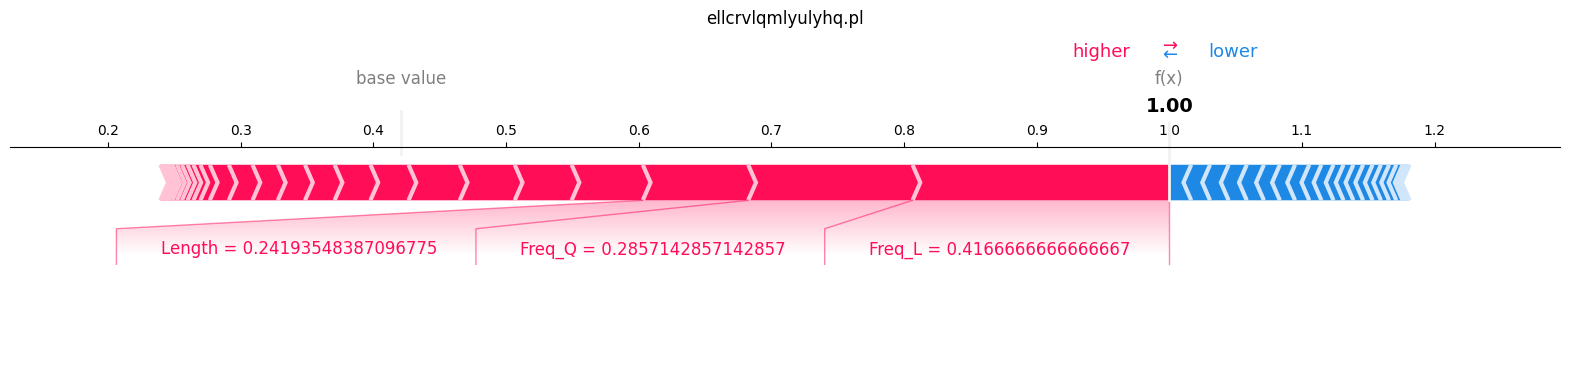 ellcrvlqmlyulyhq.pl
higher ⇄ lower
base value f(x)
1.00
0.2 0.3 0.4 0.5 0.6 0.7 0.8 0.9 1.0 1.1 1.2
Length = 0.24193548387096775 Freq_Q = 0.2857142857142857 Freq_L = 0.4166666666666667